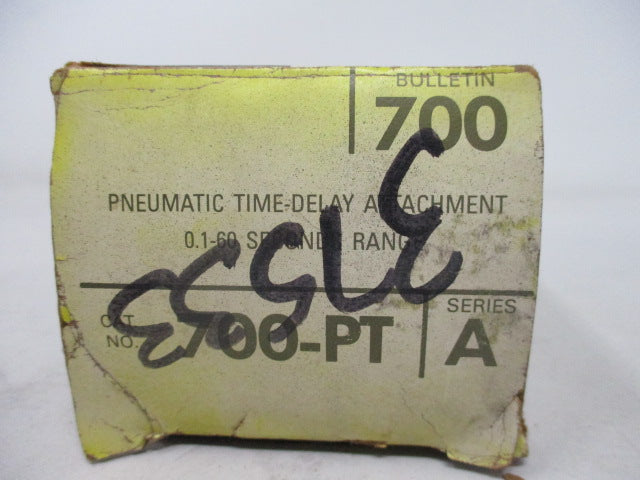 BULLETIN
700
PNEUMATIC TIME-DELAY ATTACHMENT
0.1-60 SECONDS RANGE
CAT. NO. 700-PT
SERIES A